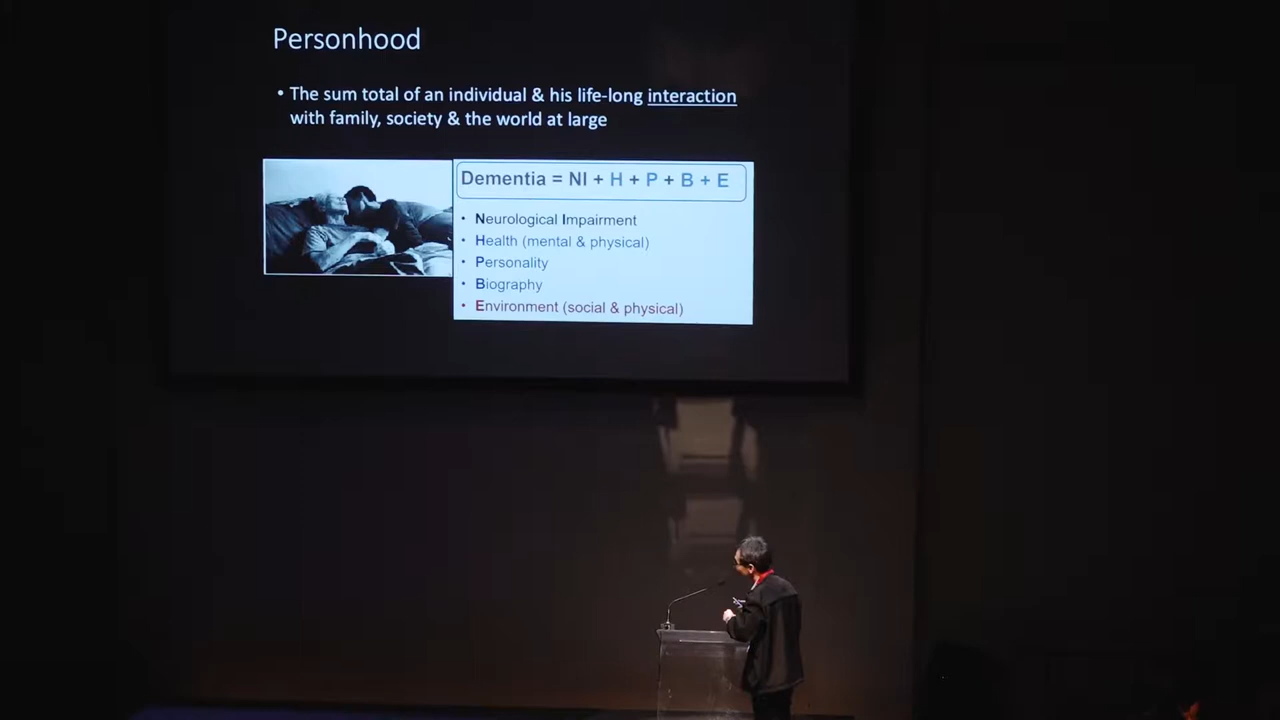 Personhood
• The sum total of an individual & his life-long interaction
with family, society & the world at large
Dementia = NI + H + P + B + E
• Neurological Impairment
• Health (mental & physical)
• Personality
• Biography
• Environment (social & physical)